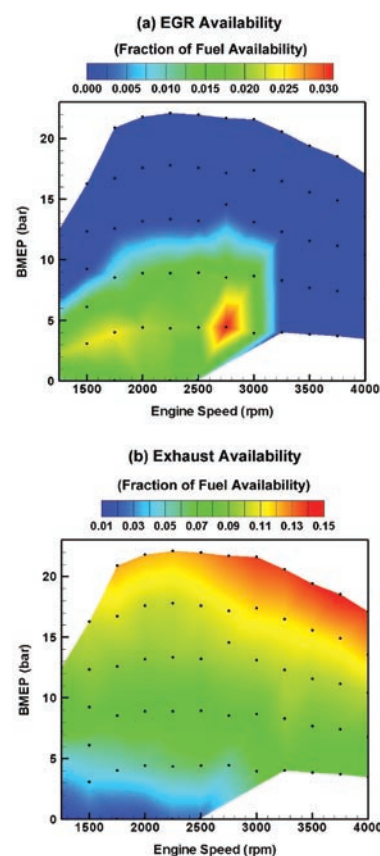 (a) EGR Availability
(Fraction of Fuel Availability)
0.000 0.005 0.010 0.015 0.020 0.025 0.030
20
15
10
5
0
BMEP (bar)
1500 2000 2500 3000 3500 4000
Engine Speed (rpm)
(b) Exhaust Availability
(Fraction of Fuel Availability)
0.01 0.03 0.05 0.07 0.09 0.11 0.13 0.15
20
15
10
5
0
BMEP (bar)
1500 2000 2500 3000 3500 4000
Engine Speed (rpm)